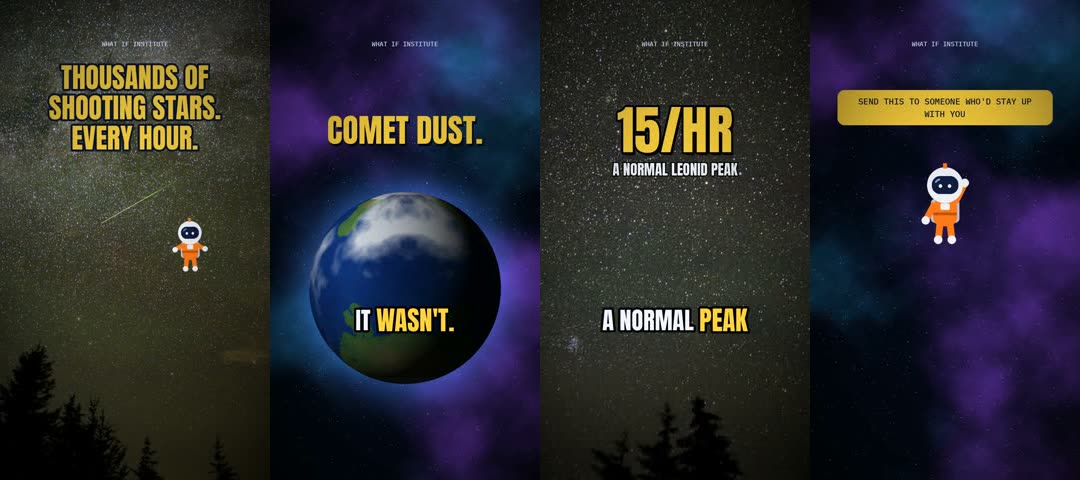 WHAT IF INSTITUTE
THOUSANDS OF
SHOOTING STARS.
EVERY HOUR.
WHAT IF INSTITUTE
COMET DUST.
IT WASN'T.
WHAT IF INSTITUTE
15/HR
A NORMAL LEONID PEAK
A NORMAL PEAK
WHAT IF INSTITUTE
SEND THIS TO SOMEONE WHO'D STAY UP
WITH YOU